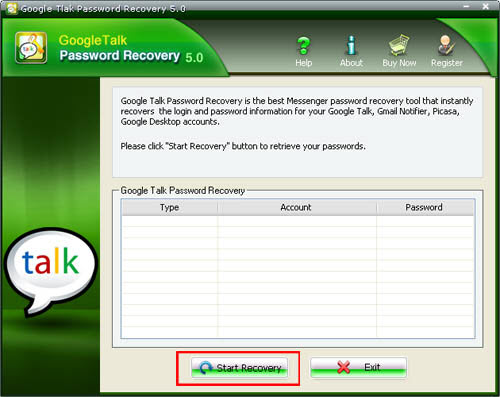 Google Tlak Password Recovery 5.0
talk
GoogleTalk
Password Recovery 5.0
?
Help
i
About
Buy Now
Register
Google Talk Password Recovery is the best Messenger password recovery tool that instantly
recovers the login and password information for your Google Talk, Gmail Notifier, Picasa,
Google Desktop accounts.
Please click "Start Recovery" button to retrieve your passwords.
Google Talk Password Recovery
Type Account Password
talk
Start Recovery Exit